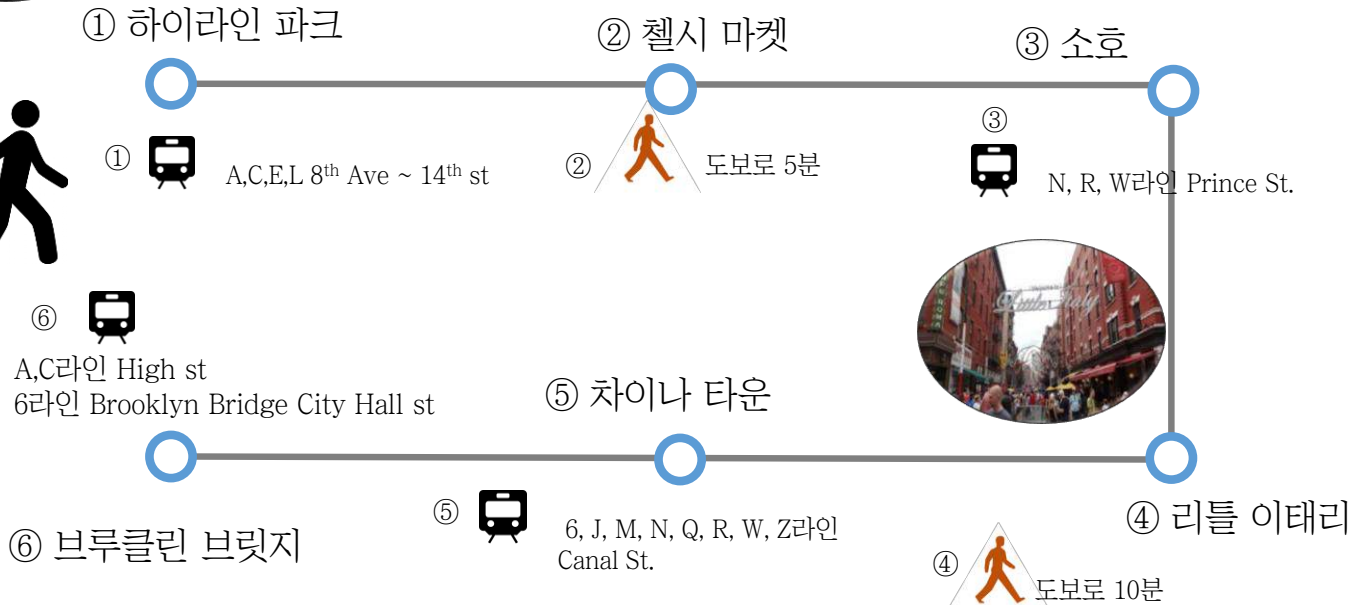 ① 하이라인 파크
② 첼시 마켓
③ 소호
①
A,C,E,L 8th Ave ~ 14th st
②
도보로 5분
③
N, R, W라인 Prince St.
Little Italy
⑥
A,C라인 High st
6라인 Brooklyn Bridge City Hall st
⑤ 차이나 타운
④ 리틀 이태리
⑥ 브루클린 브릿지
⑤
6, J, M, N, Q, R, W, Z라인
Canal St.
④
도보로 10분